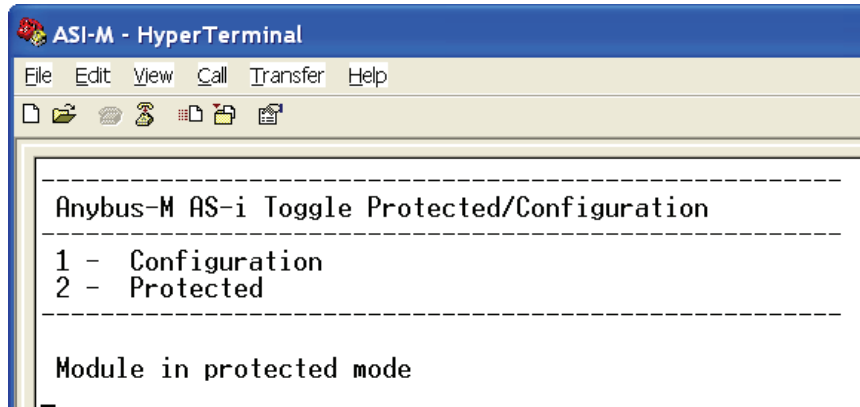 ASI-M - HyperTerminal
File Edit View Call Transfer Help
------------------------------------------------------
Anybus-M AS-i Toggle Protected/Configuration
------------------------------------------------------
1 - Configuration
2 - Protected
------------------------------------------------------
Module in protected mode